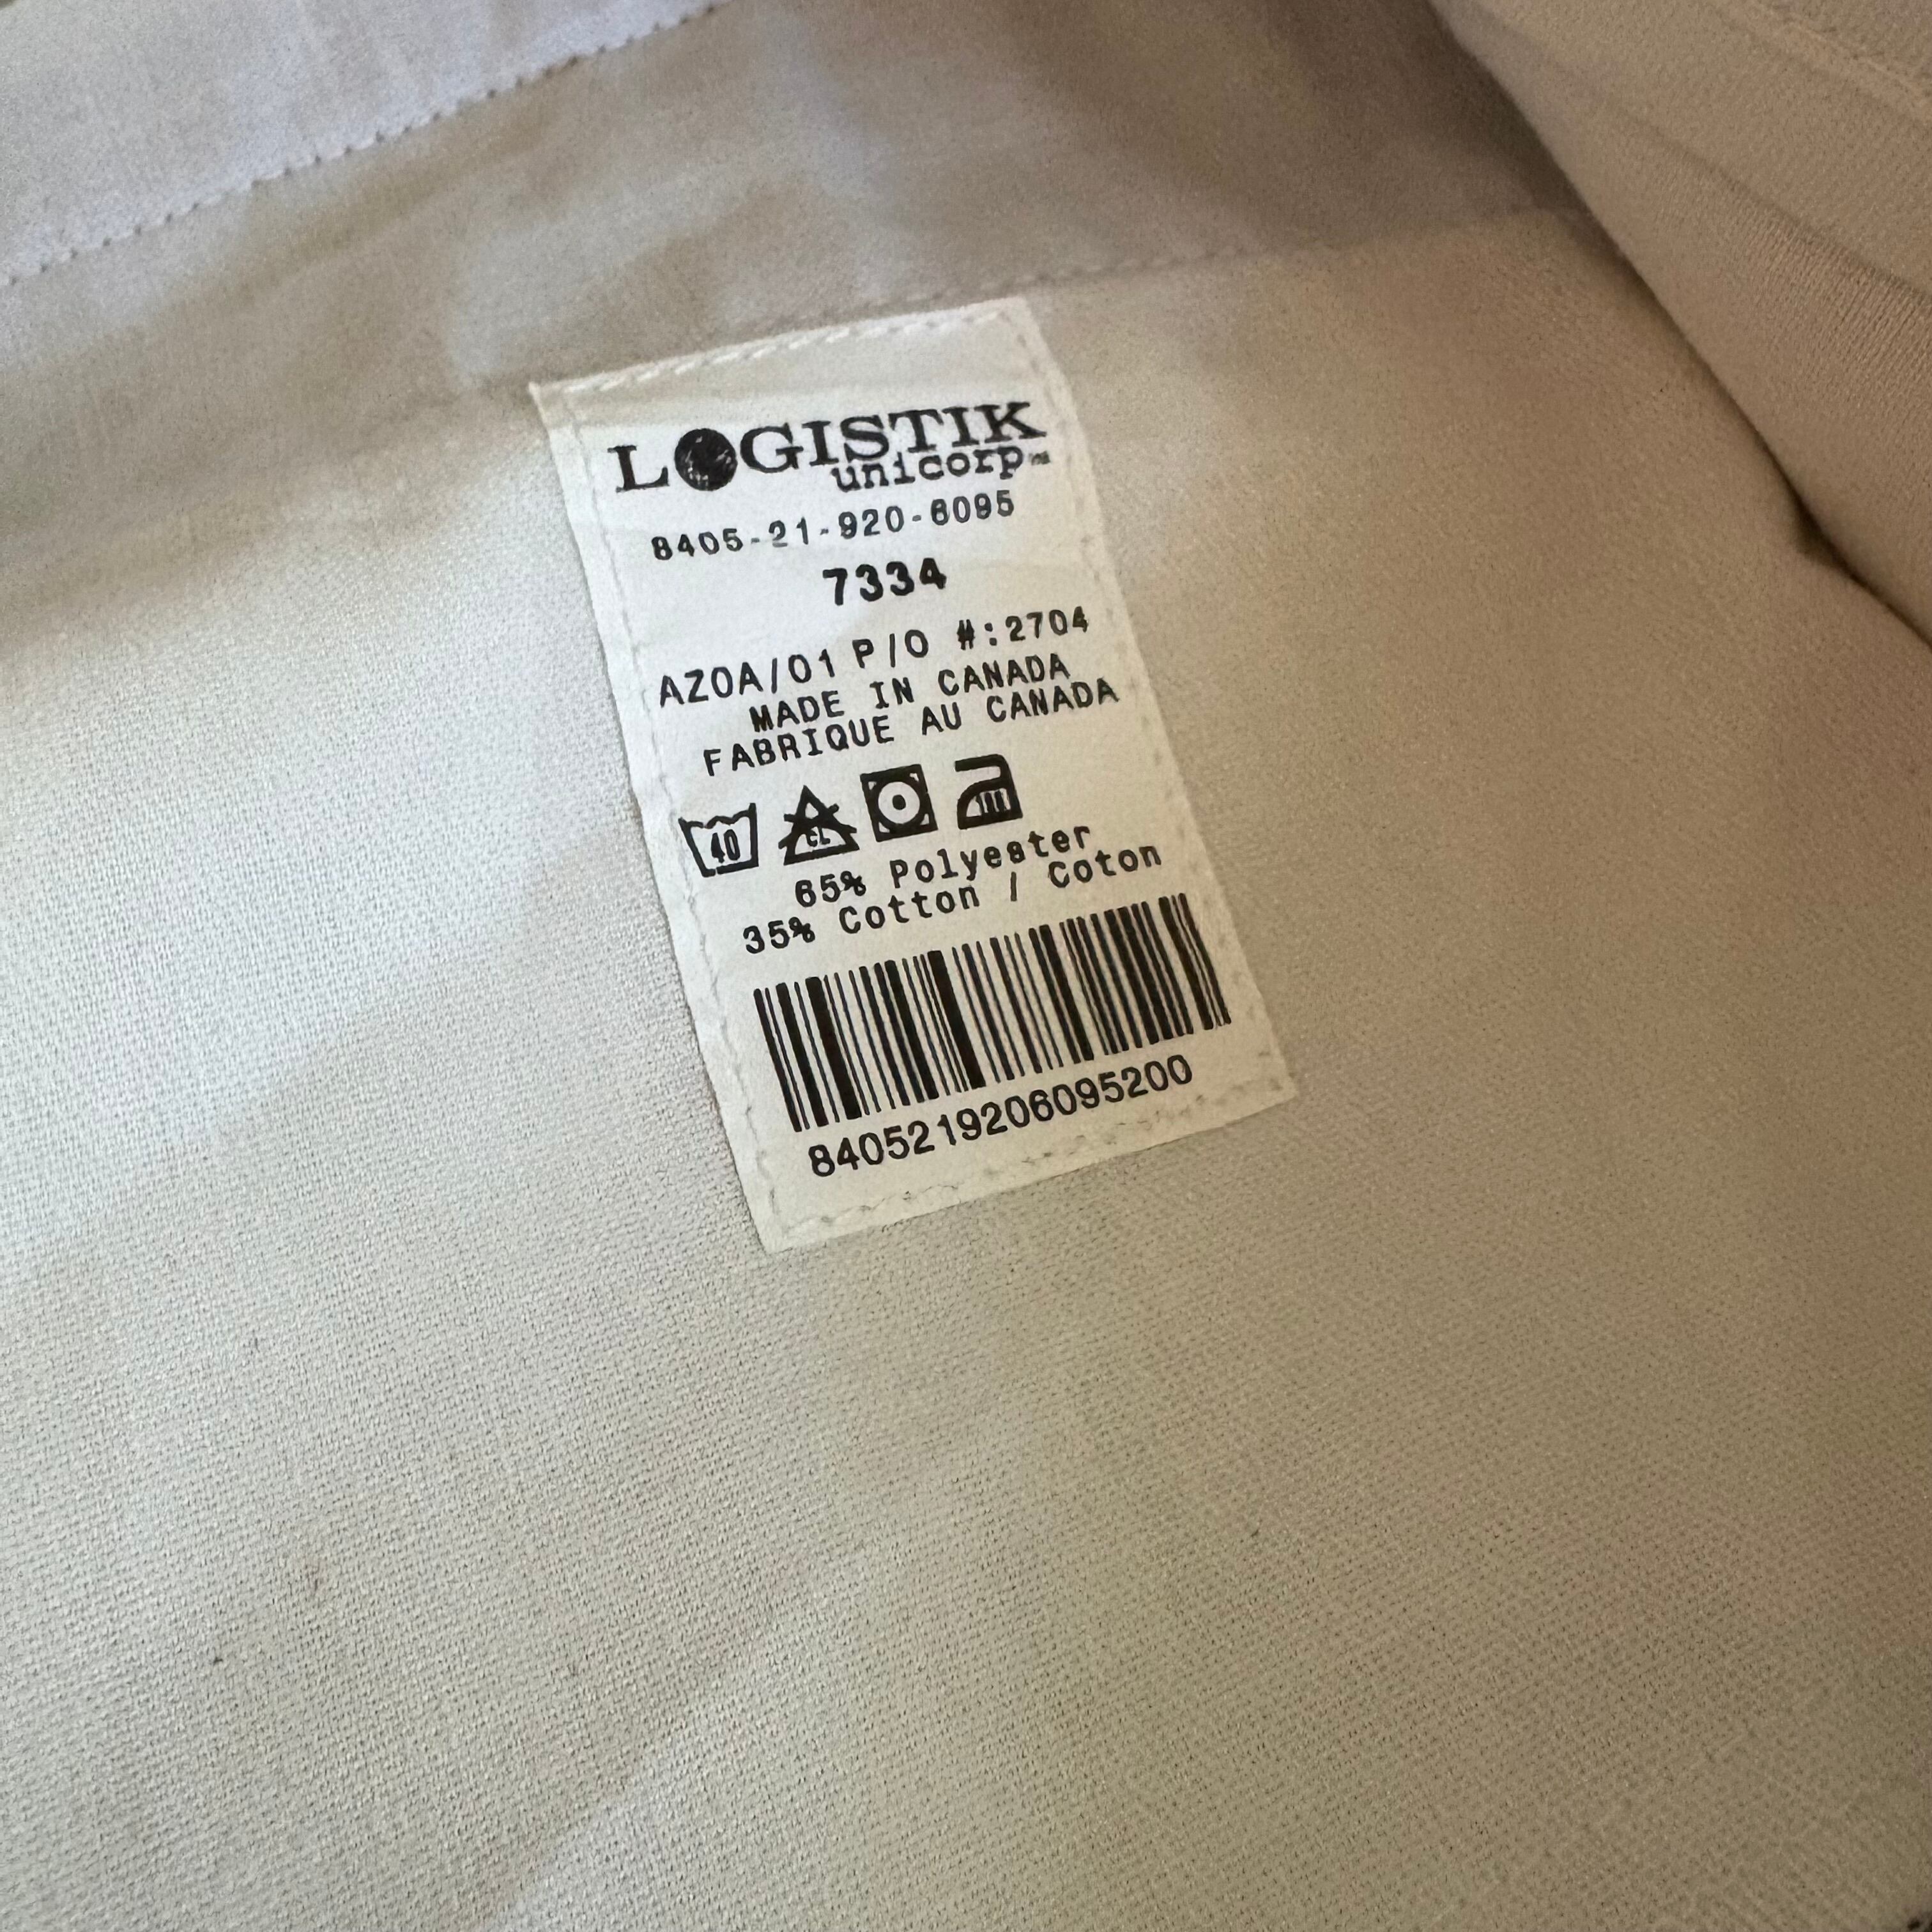 LOGISTIK
unicorp
8405-21-920-6095
7334
AZOA/01 P/O #:2704
MADE IN CANADA
FABRIQUE AU CANADA
40 CL
65% Polyester
35% Cotton / Coton
8405219206095200